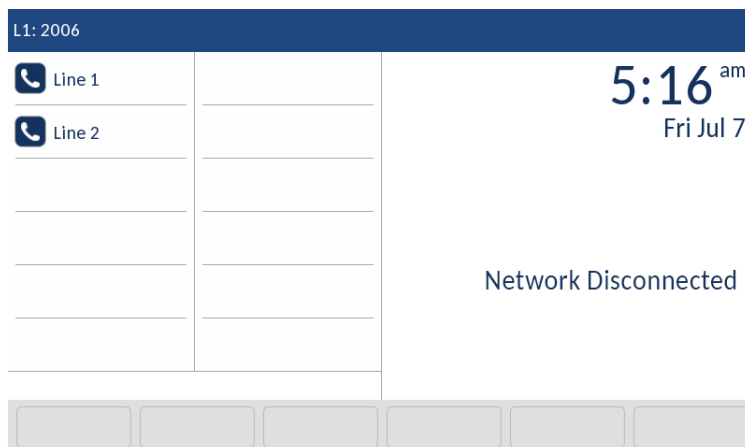 L1: 2006
Line 1
Line 2
5:16 am
Fri Jul 7
Network Disconnected